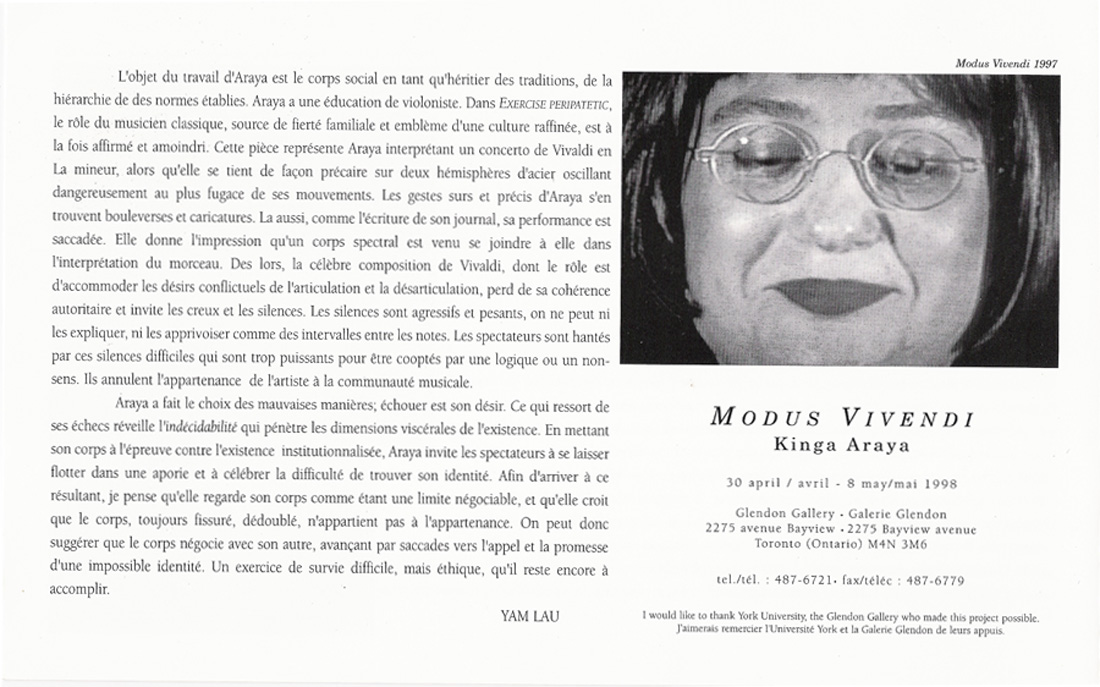 L'objet du travail d'Araya est le corps social en tant qu'héritier des traditions, de la
hiérarchie de des normes établies. Araya a une éducation de violoniste. Dans EXERCISE PERIPATETIC,
le rôle du musicien classique, source de fierté familiale et emblème d'une culture raffinée, est à
la fois affirmé et amoindri. Cette pièce représente Araya interprétant un concerto de Vivaldi en
La mineur, alors qu'elle se tient de façon précaire sur deux hémisphères d'acier oscillant
dangereusement au plus fugace de ses mouvements. Les gestes surs et précis d'Araya s'en
trouvent bouleverses et caricatures. La aussi, comme l'écriture de son journal, sa performance est
saccadée. Elle donne l'impression qu'un corps spectral est venu se joindre à elle dans
l'interprétation du morceau. Des lors, la célèbre composition de Vivaldi, dont le rôle est
d'accommoder les désirs conflictuels de l'articulation et la désarticulation, perd de sa cohérence
autoritaire et invite les creux et les silences. Les silences sont agressifs et pesants, on ne peut ni
les expliquer, ni les apprivoiser comme des intervalles entre les notes. Les spectateurs sont hantés
par ces silences difficiles qui sont trop puissants pour être cooptés par une logique ou un non-
sens. Ils annulent l'appartenance de l'artiste à la communauté musicale.
Araya a fait le choix des mauvaises manières; échouer est son désir. Ce qui ressort de
ses échecs réveille l'indécidabilité qui pénètre les dimensions viscérales de l'existence. En mettant
son corps à l'épreuve contre l'existence institutionnalisée, Araya invite les spectateurs à se laisser
flotter dans une aporie et à célébrer la difficulté de trouver son identité. Afin d'arriver à ce
résultant, je pense qu'elle regarde son corps comme étant une limite négociable, et qu'elle croit
que le corps, toujours fissuré, dédoublé, n'appartient pas à l'appartenance. On peut donc
suggérer que le corps négocie avec son autre, avançant par saccades vers l'appel et la promesse
d'une impossible identité. Un exercice de survie difficile, mais éthique, qu'il reste encore à
accomplir.
YAM LAU
Modus Vivendi 1997
MODUS VIVENDI
Kinga Araya
30 april / avril - 8 may/mai 1998
Glendon Gallery • Galerie Glendon
2275 avenue Bayview • 2275 Bayview avenue
Toronto (Ontario) M4N 3M6
tel./tél. : 487-6721• fax/téléc : 487-6779
I would like to thank York University, the Glendon Gallery who made this project possible.
J'aimerais remercier l'Université York et la Galerie Glendon de leurs appuis.